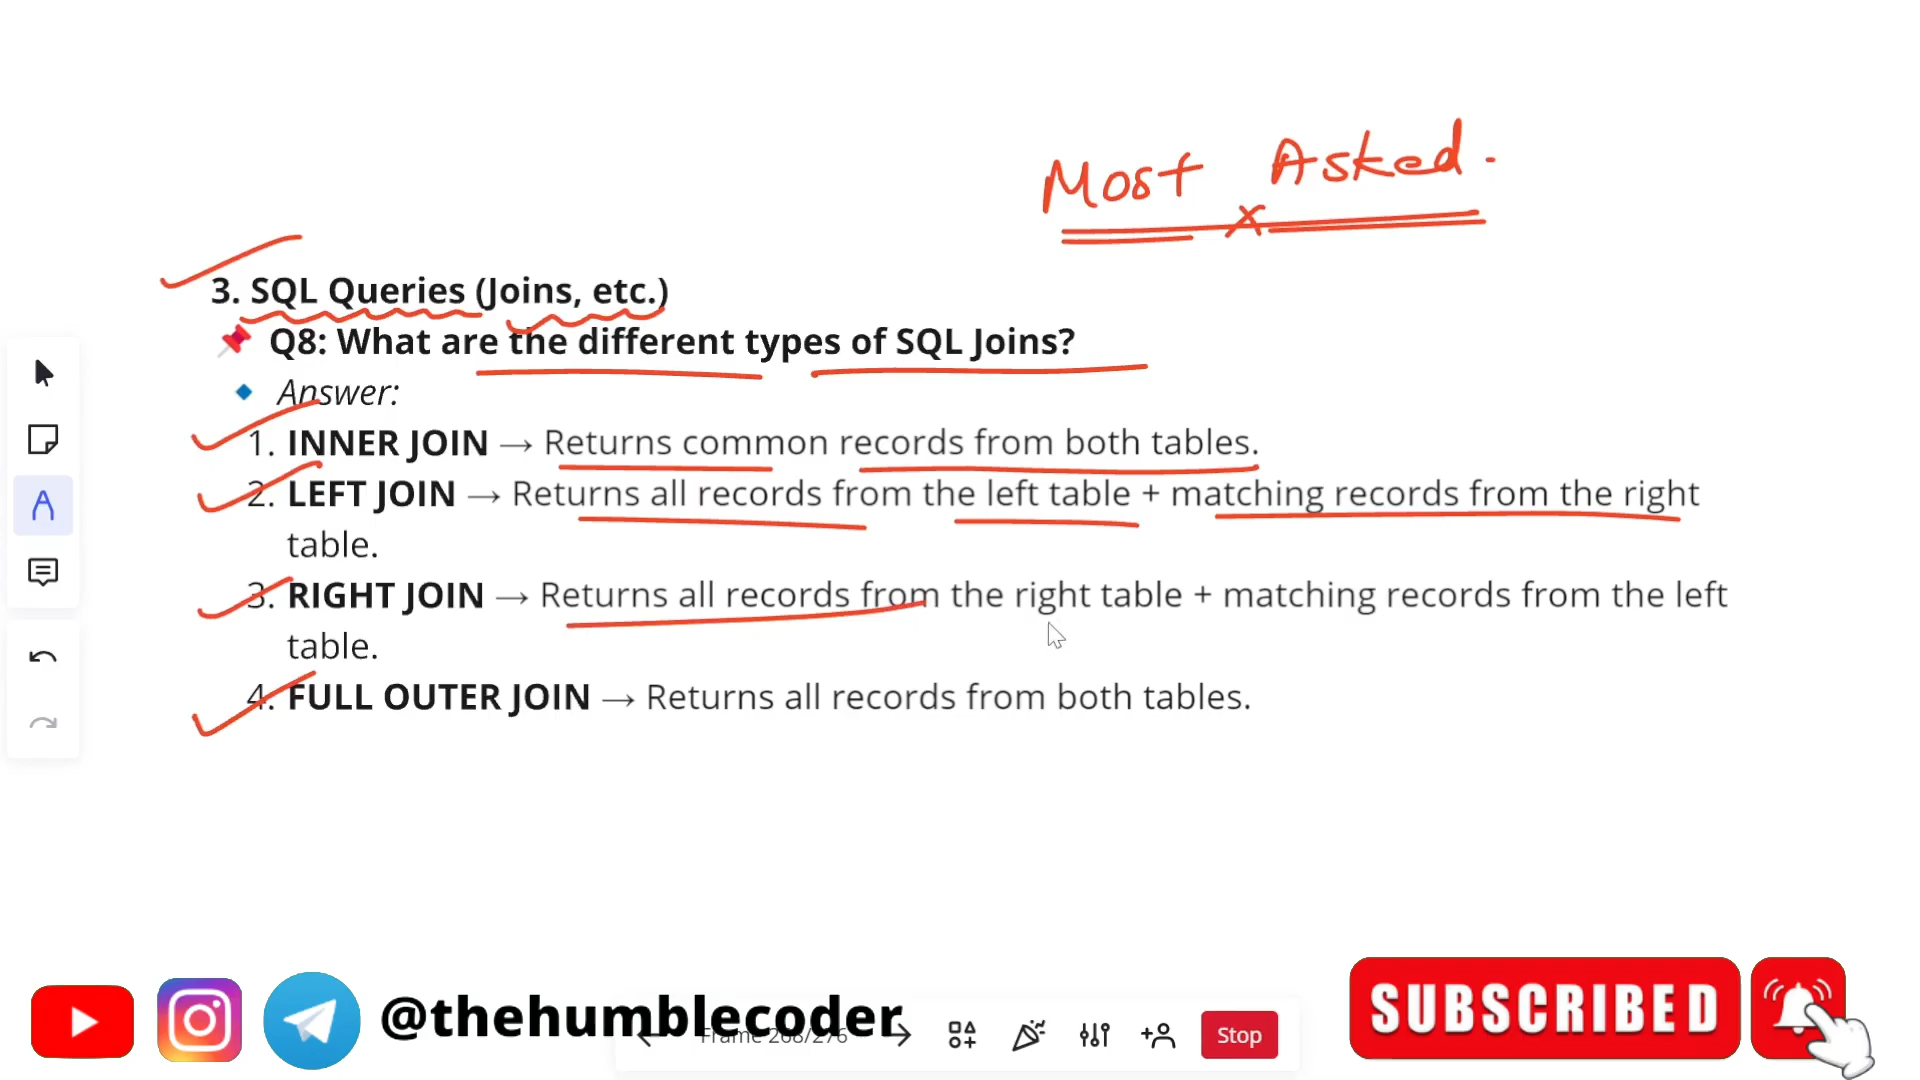 Most Asked.
3. SQL Queries (Joins, etc.)
Q8: What are the different types of SQL Joins?
Answer:
1. INNER JOIN → Returns common records from both tables.
2. LEFT JOIN → Returns all records from the left table + matching records from the right
table.
3. RIGHT JOIN → Returns all records from the right table + matching records from the left
table.
4. FULL OUTER JOIN → Returns all records from both tables.
@thehumblecoder
Frame 268/276
Stop
SUBSCRIBED